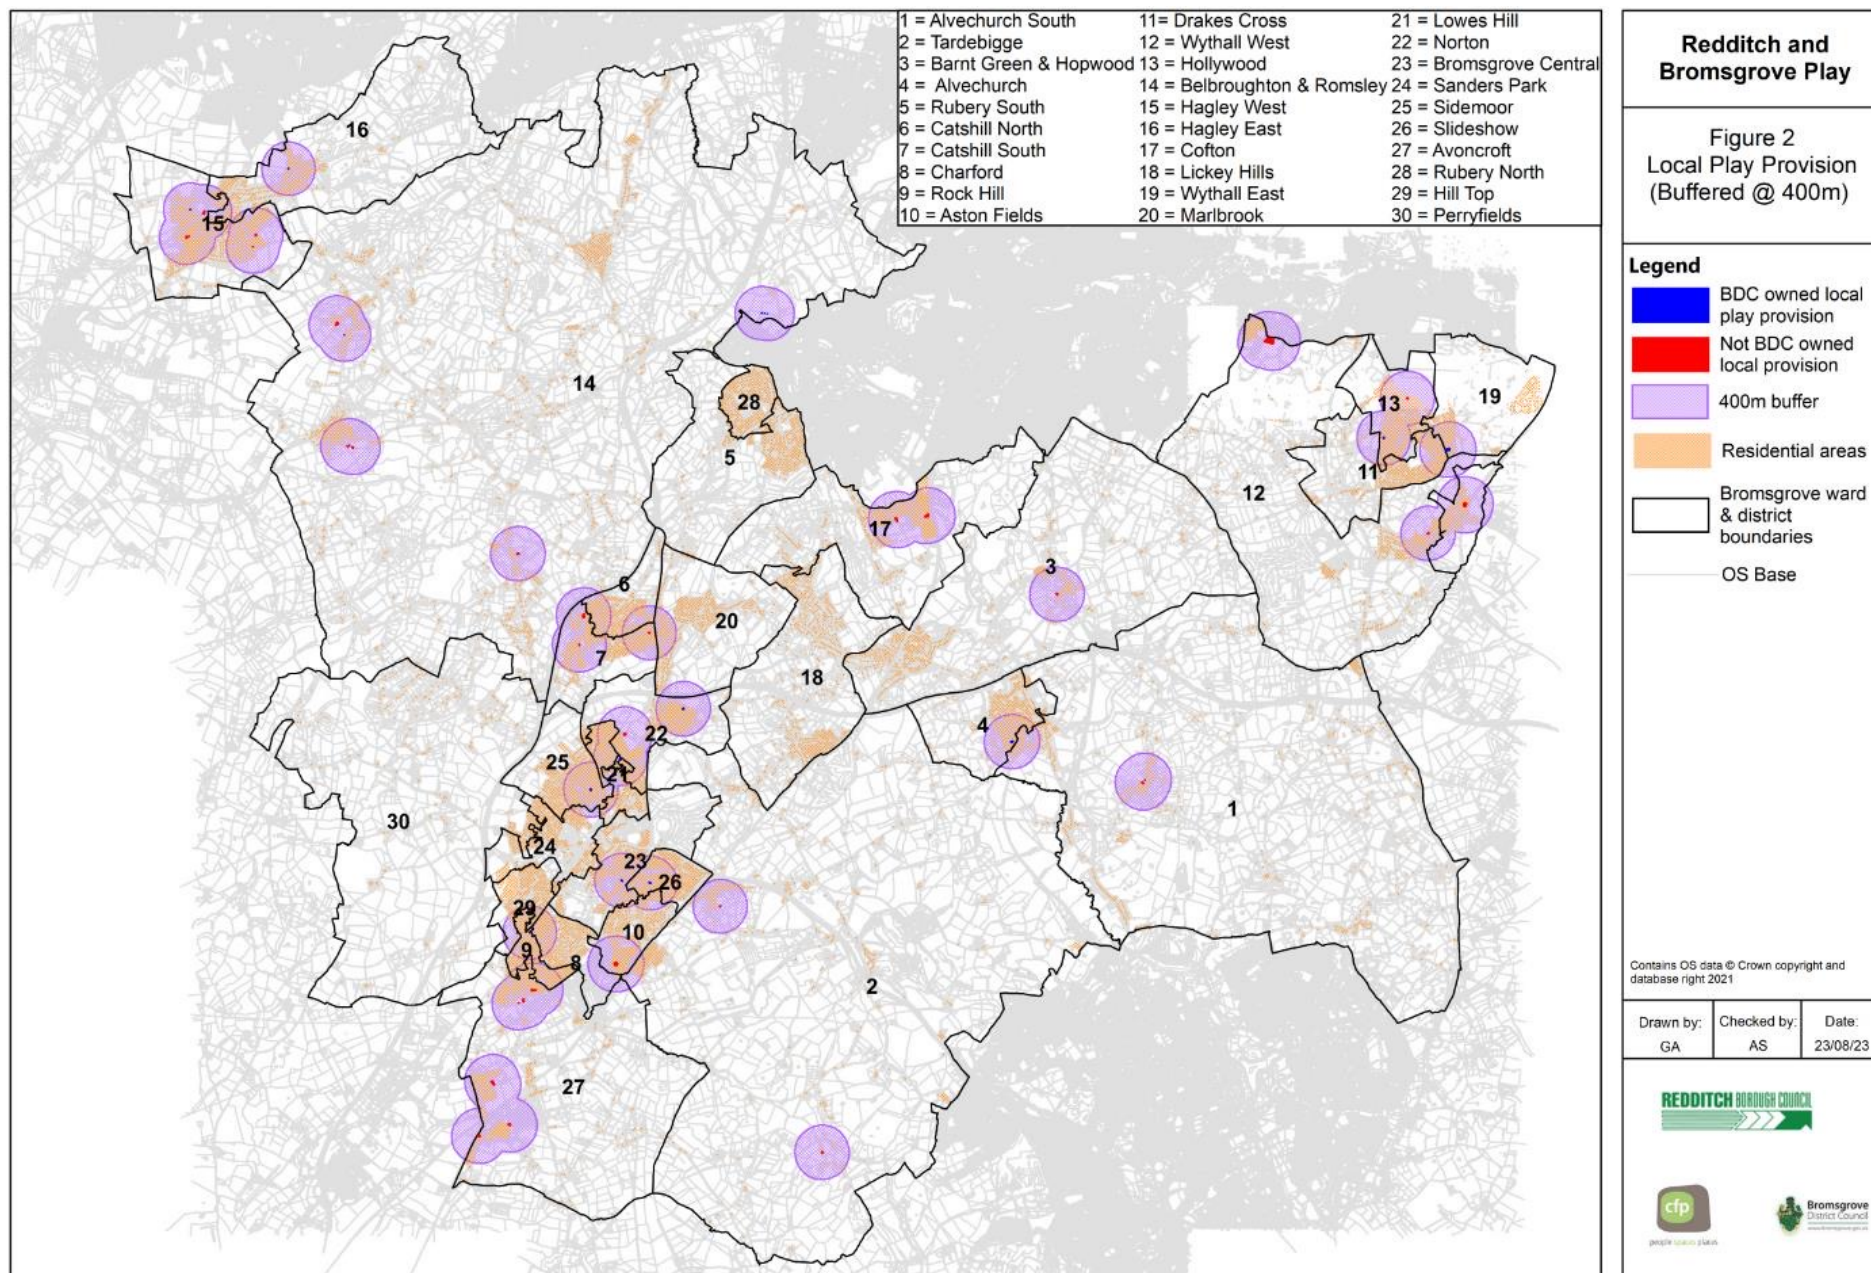 1 = Alvechurch South
2 = Tardebigge
3 = Barnt Green & Hopwood
4 = Alvechurch
5 = Rubery South
6 = Catshill North
7 = Catshill South
8 = Charford
9 = Rock Hill
10 = Aston Fields
11= Drakes Cross
12 = Wythall West
13 = Hollywood
14 = Belbroughton & Romsley
15 = Hagley West
16 = Hagley East
17 = Cofton
18 = Lickey Hills
19 = Wythall East
20 = Marlbrook
21 = Lowes Hill
22 = Norton
23 = Bromsgrove Central
24 = Sanders Park
25 = Sidemoor
26 = Slideshow
27 = Avoncroft
28 = Rubery North
29 = Hill Top
30 = Perryfields
16
15
14
28
5
13
19
11
12
17
3
6
20
7
18
4
22
25
21
1
30
24
23
26
29
10
9
8
2
27
Redditch and
Bromsgrove Play
Figure 2
Local Play Provision
(Buffered @ 400m)
Legend
BDC owned local
play provision
Not BDC owned
local provision
400m buffer
Residential areas
Bromsgrove ward
& district
boundaries
OS Base
Contains OS data © Crown copyright and
database right 2021
Drawn by:
GA
Checked by:
AS
Date:
23/08/23
REDDITCH BOROUGH COUNCIL
cfp
people spaces places
Bromsgrove
District Council